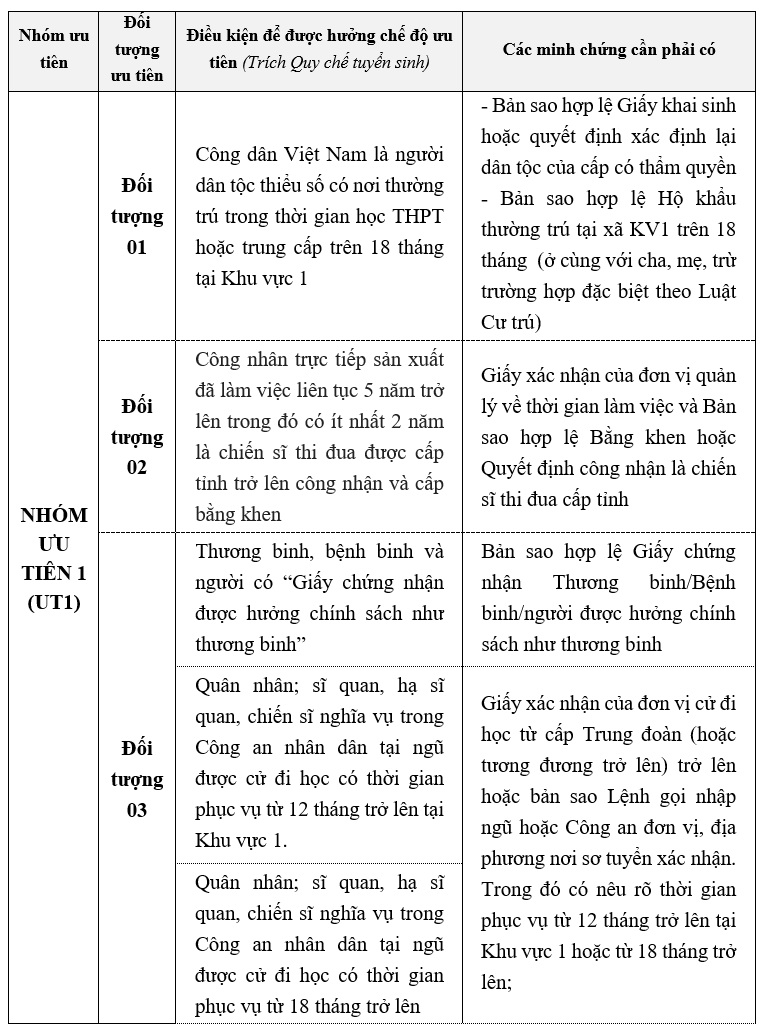 Nhóm ưu
tiên
Đối
tượng
ưu tiên
Điều kiện để được hưởng chế độ ưu
tiên (Trích Quy chế tuyển sinh)
Các minh chứng cần phải có
NHÓM
ƯU
TIÊN 1
(UT1)
Đối
tượng
01
Công dân Việt Nam là người
dân tộc thiểu số có nơi thường
trú trong thời gian học THPT
hoặc trung cấp trên 18 tháng
tại Khu vực 1
- Bản sao hợp lệ Giấy khai sinh
hoặc quyết định xác định lại
dân tộc của cấp có thẩm quyền
- Bản sao hợp lệ Hộ khẩu
thường trú tại xã KV1 trên 18
tháng (ở cùng với cha, mẹ, trừ
trường hợp đặc biệt theo Luật
Cư trú)
Đối
tượng
02
Công nhân trực tiếp sản xuất
đã làm việc liên tục 5 năm trở
lên trong đó có ít nhất 2 năm
là chiến sĩ thi đua được cấp
tỉnh trở lên công nhận và cấp
bằng khen
Giấy xác nhận của đơn vị quản
lý về thời gian làm việc và Bản
sao hợp lệ Bằng khen hoặc
Quyết định công nhận là chiến
sĩ thi đua cấp tỉnh
Đối
tượng
03
Thương binh, bệnh binh và
người có “Giấy chứng nhận
được hưởng chính sách như
thương binh”
Bản sao hợp lệ Giấy chứng
nhận Thương binh/Bệnh
binh/người được hưởng chính
sách như thương binh
Quân nhân; sĩ quan, hạ sĩ
quan, chiến sĩ nghĩa vụ trong
Công an nhân dân tại ngũ
được cử đi học có thời gian
phục vụ từ 12 tháng trở lên tại
Khu vực 1.
Giấy xác nhận của đơn vị cử đi
học từ cấp Trung đoàn (hoặc
tương đương trở lên) trở lên
hoặc bản sao Lệnh gọi nhập
ngũ hoặc Công an đơn vị, địa
phương nơi sơ tuyển xác nhận.
Trong đó có nêu rõ thời gian
phục vụ từ 12 tháng trở lên tại
Khu vực 1 hoặc từ 18 tháng trở
lên;
Quân nhân; sĩ quan, hạ sĩ
quan, chiến sĩ nghĩa vụ trong
Công an nhân dân tại ngũ
được cử đi học có thời gian
phục vụ từ 18 tháng trở lên